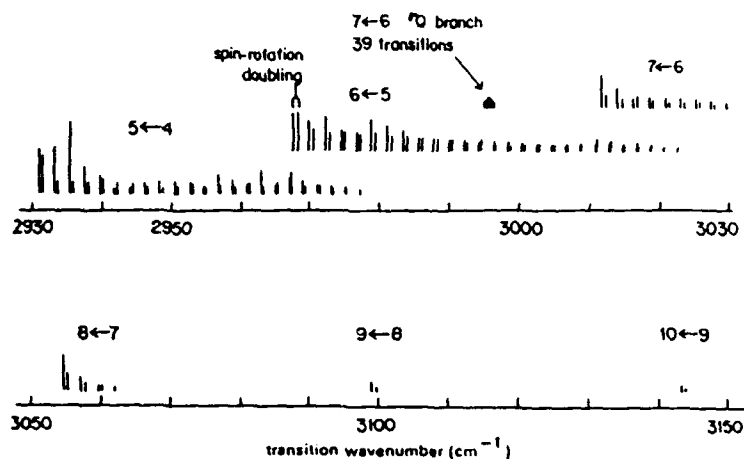 7←6 ᴿQ branch
39 transitions
spin-rotation
doubling
6←5
7←6
5←4
2930
2950
3000
3030
8←7
9←8
10←9
3050
3100
3150
transition wavenumber (cm⁻¹)